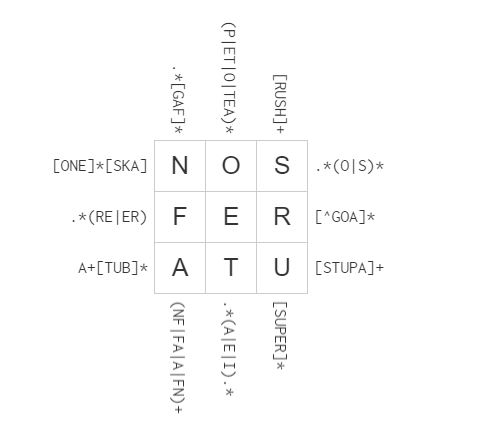 .*[GAF]*
(P|ET|O|TEA)*
[RUSH]+
[ONE]*[SKA]
N O S
.*(O|S)*
.*(RE|ER)
F E R
[^GOA]*
A+[TUB]*
A T U
[STUPA]+
(NF|FA|A|FN)+
.*(A|E|I).*
[SUPER]*